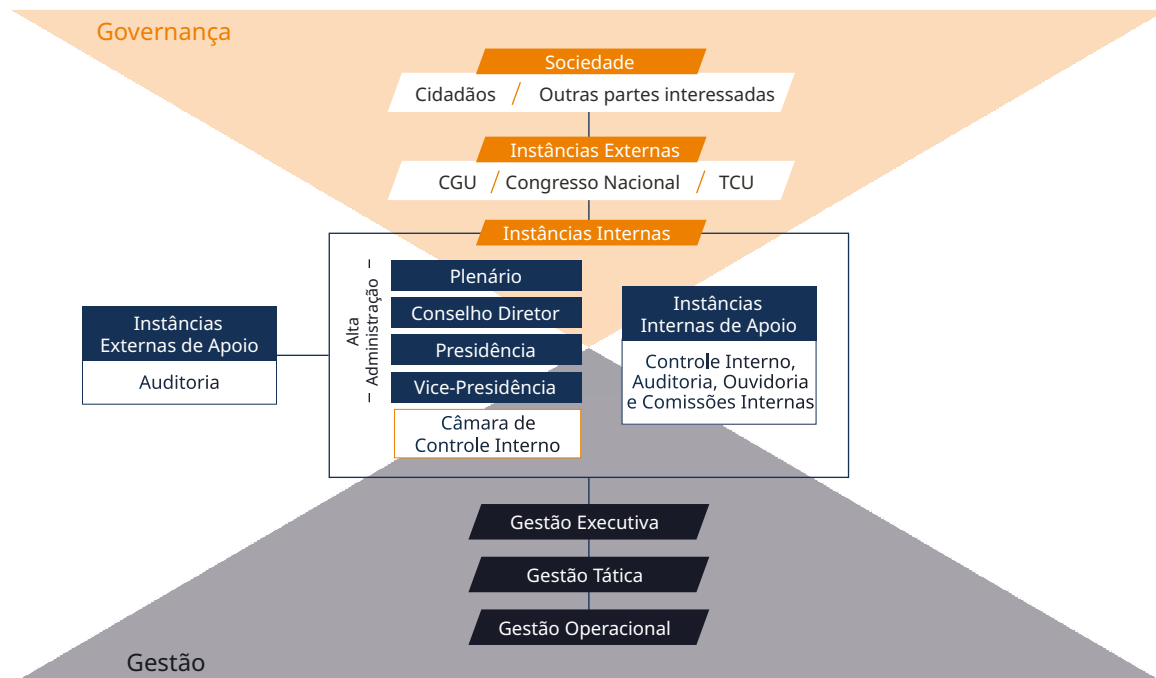 Governança
Sociedade
Cidadãos / Outras partes interessadas
Instâncias Externas
CGU / Congresso Nacional / TCU
Instâncias Internas
Alta
Administração
Plenário
Conselho Diretor
Presidência
Vice-Presidência
Câmara de
Controle Interno
Instâncias
Internas de Apoio
Controle Interno,
Auditoria, Ouvidoria
e Comissões Internas
Instâncias
Externas de Apoio
Auditoria
Gestão Executiva
Gestão Tática
Gestão Operacional
Gestão